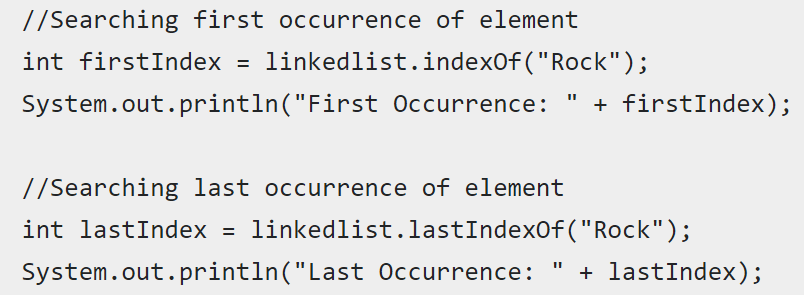 //Searching first occurrence of element
int firstIndex = linkedlist.indexOf("Rock");
System.out.println("First Occurrence: " + firstIndex);
//Searching last occurrence of element
int lastIndex = linkedlist.lastIndexOf("Rock");
System.out.println("Last Occurrence: " + lastIndex);